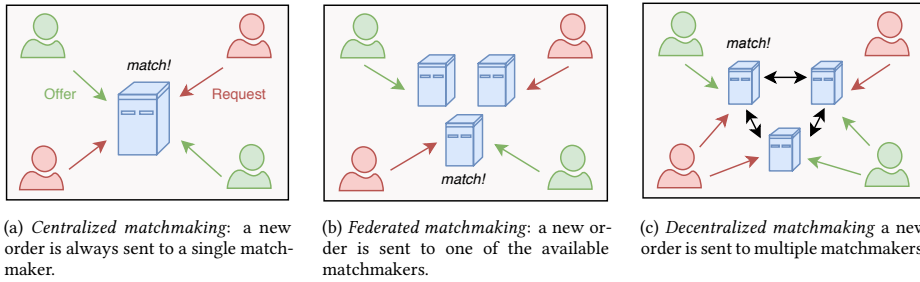 match!
Offer
Request
match!
match!
(a) Centralized matchmaking: a new
order is always sent to a single match-
maker.
(b) Federated matchmaking: a new or-
der is sent to one of the available
matchmakers.
(c) Decentralized matchmaking a new
order is sent to multiple matchmakers